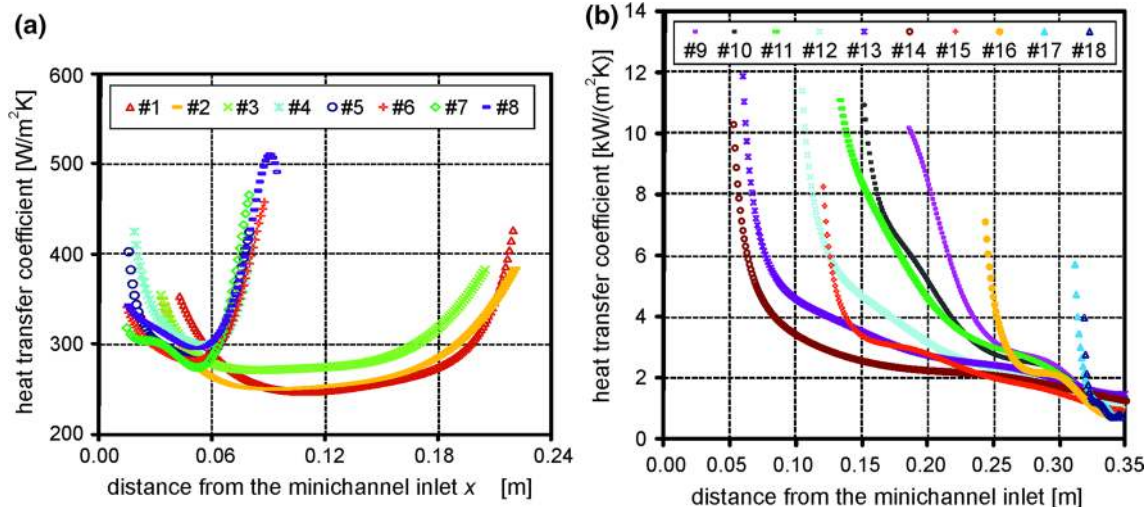 (a)
heat transfer coefficient [W/m²K]
600
500
400
300
200
#1 #2 #3 #4 #5 #6 #7 #8
0.00 0.06 0.12 0.18 0.24
distance from the minichannel inlet x [m]
(b)
heat transfer coefficient [kW/(m²K)]
14
12
10
8
6
4
2
0
#9 #10 #11 #12 #13 #14 #15 #16 #17 #18
0.00 0.05 0.10 0.15 0.20 0.25 0.30 0.35
distance from the minichannel inlet [m]